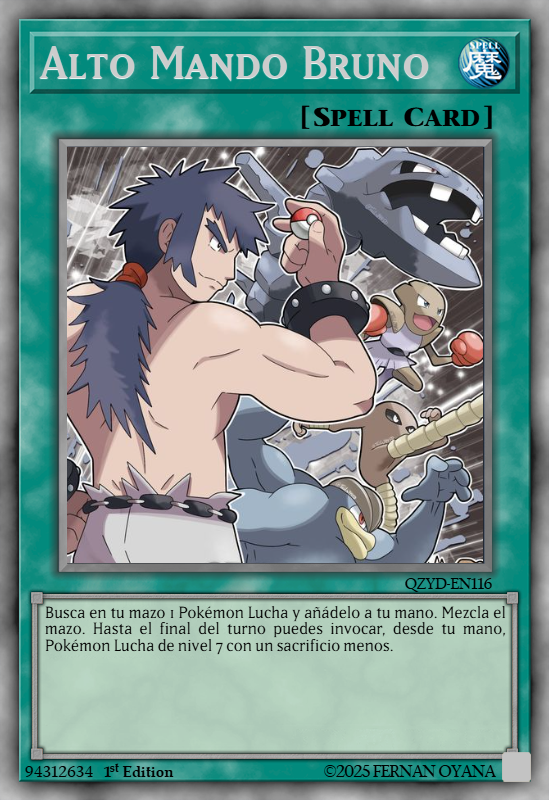 Alto Mando Bruno
SPELL
魔
[Spell Card]
QZYD-EN116
Busca en tu mazo 1 Pokémon Lucha y añádelo a tu mano. Mezcla el
mazo. Hasta el final del turno puedes invocar, desde tu mano,
Pokémon Lucha de nivel 7 con un sacrificio menos.
94312634 1st Edition
©2025 FERNAN OYANA